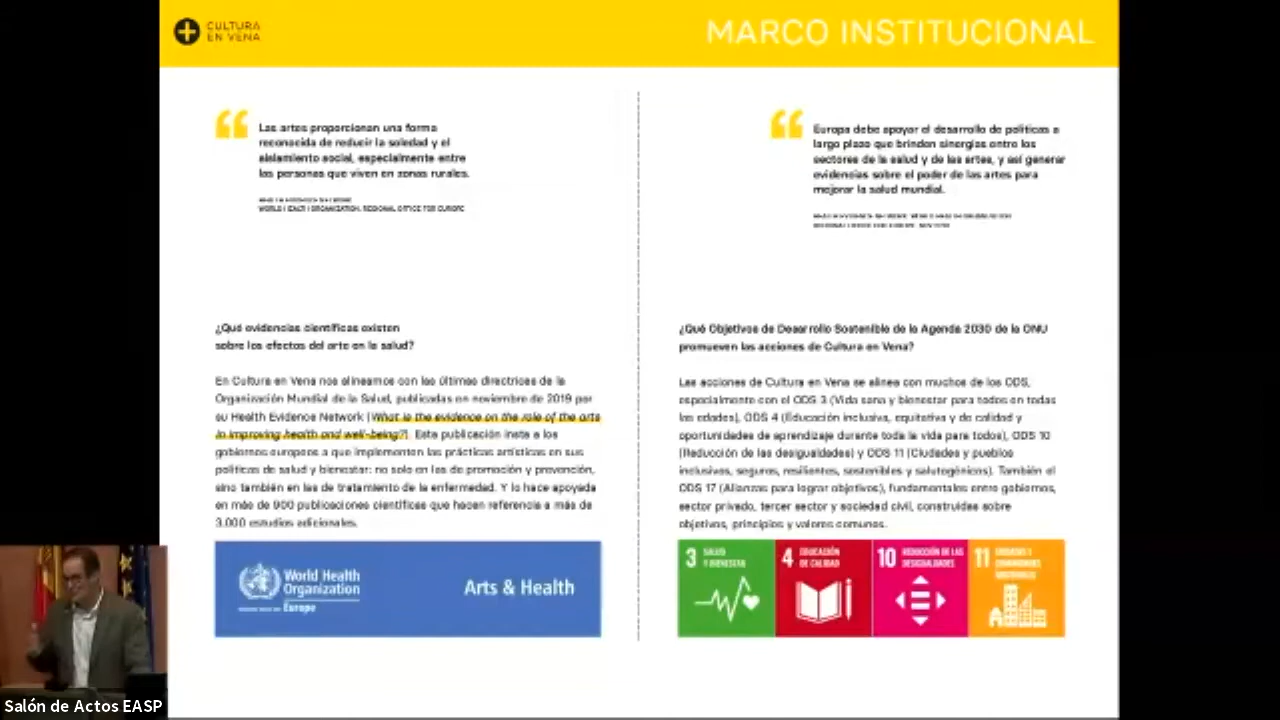 CULTURA
EN VENA
MARCO INSTITUCIONAL
Las artes proporcionan una forma
reconocida de reducir la soledad y el
aislamiento social, especialmente entre
las personas que viven en zonas rurales.
WORLD HEALTH ORGANIZATION. REGIONAL OFFICE FOR EUROPE
¿Qué evidencias científicas existen
sobre los efectos del arte en la salud?
En Cultura en Vena nos alineamos con las últimas directrices de la
Organización Mundial de la Salud, publicadas en noviembre de 2019 por
su Health Evidence Network (What is the evidence on the role of the arts
in improving health and well-being?). Esta publicación insta a los
gobiernos europeos a que implementen las prácticas artísticas en sus
políticas de salud y bienestar: no solo en las de promoción y prevención,
sino también en las de tratamiento de la enfermedad. Y lo hace apoyada
en más de 900 publicaciones científicas que hacen referencia a más de
3.000 estudios adicionales.
World Health
Organization
Europe
Arts & Health
Europa debe apoyar el desarrollo de políticas a
largo plazo que brinden sinergias entre los
sectores de la salud y de las artes, y así generar
evidencias sobre el poder de las artes para
mejorar la salud mundial.
¿Qué Objetivos de Desarrollo Sostenible de la Agenda 2030 de la ONU
promueven las acciones de Cultura en Vena?
Las acciones de Cultura en Vena se alinea con muchos de los ODS,
especialmente con el ODS 3 (Vida sana y bienestar para todos en todas
las edades), ODS 4 (Educación inclusiva, equitativa y de calidad y
oportunidades de aprendizaje durante toda la vida para todos), ODS 10
(Reducción de las desigualdades) y ODS 11 (Ciudades y pueblos
inclusivos, seguros, resilientes, sostenibles y salutogénicos). También el
ODS 17 (Alianzas para lograr objetivos), fundamentales entre gobiernos,
sector privado, tercer sector y sociedad civil, construidas sobre
objetivos, principios y valores comunes.
3 SALUD
Y BIENESTAR
4 EDUCACIÓN
DE CALIDAD
10 REDUCCIÓN DE LAS
DESIGUALDADES
11 CIUDADES Y
COMUNIDADES
SOSTENIBLES
Salón de Actos EASP